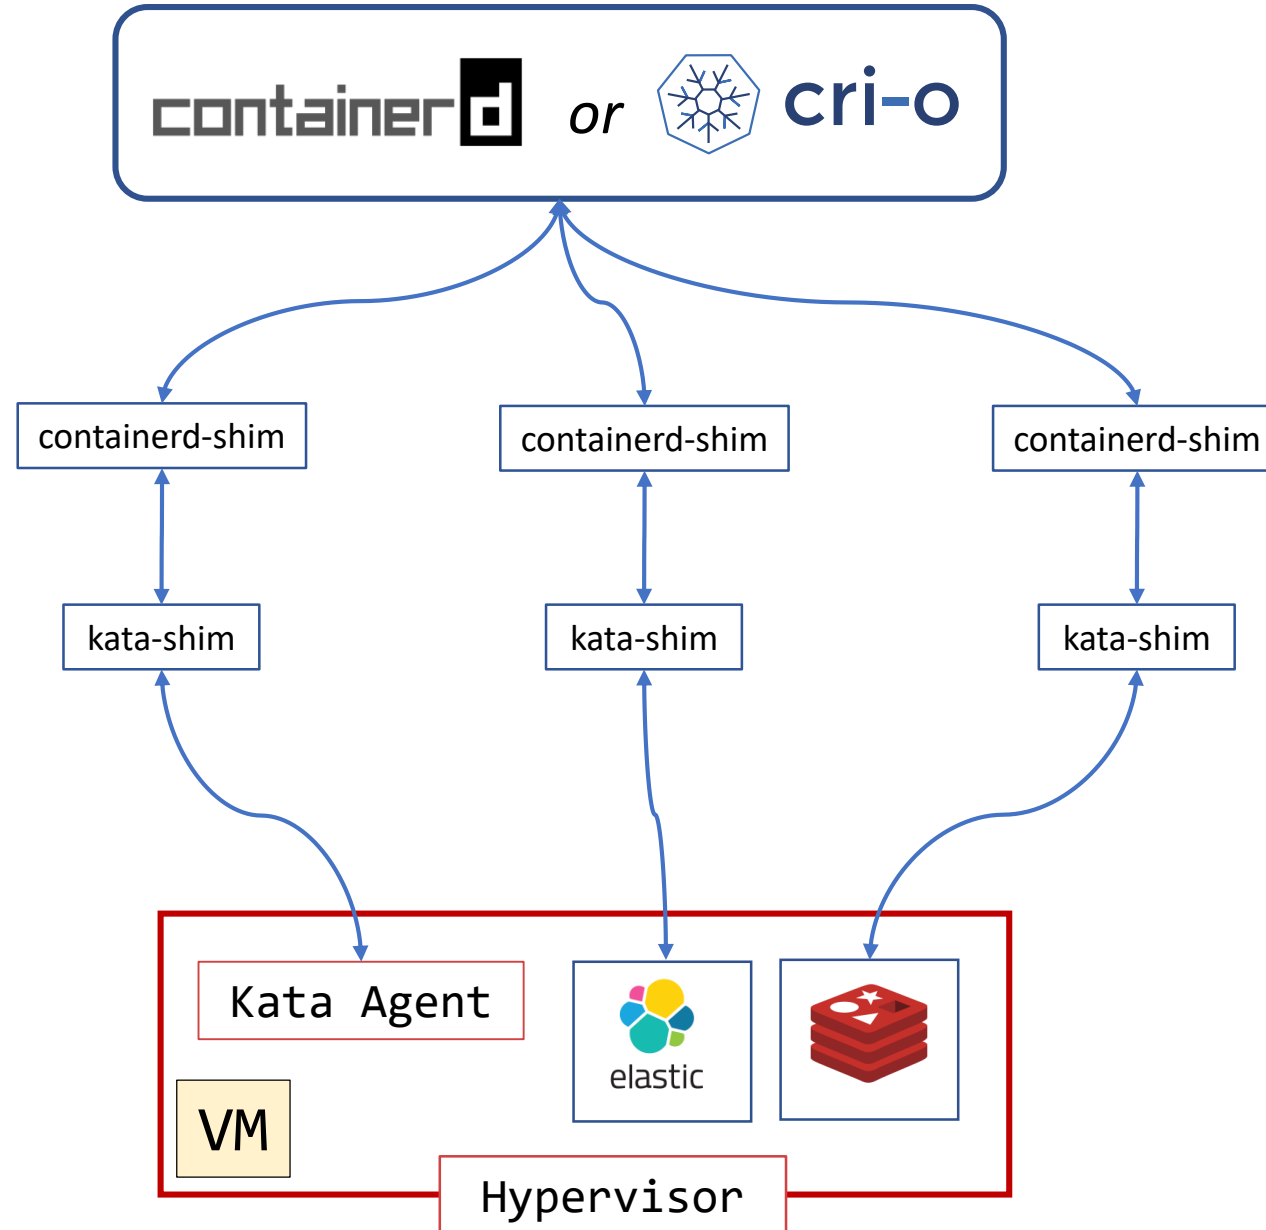 containerd or cri-o
containerd-shim containerd-shim containerd-shim
kata-shim kata-shim kata-shim
Kata Agent
elastic
VM
Hypervisor